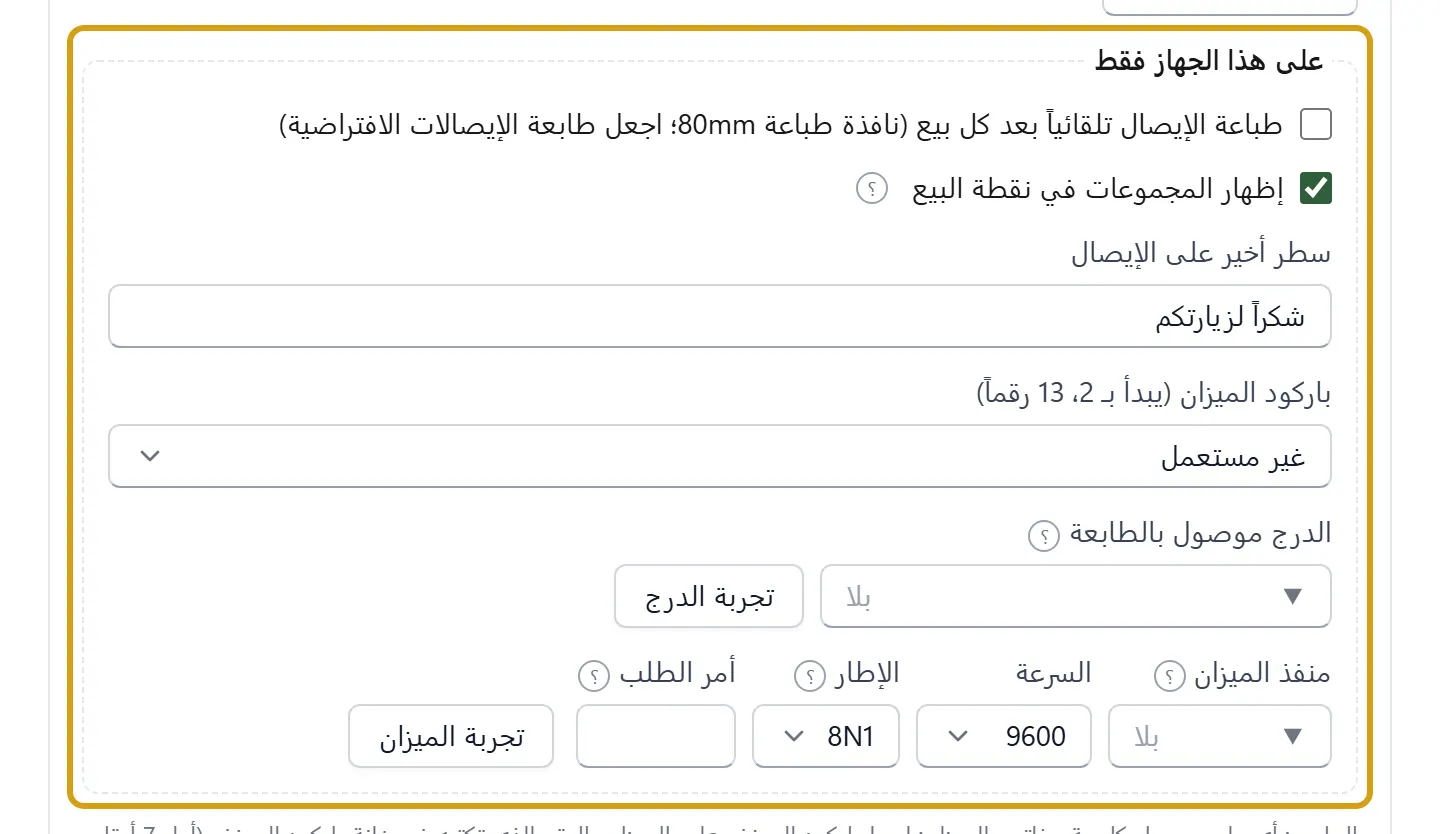 على هذا الجهاز فقط
طباعة الإيصال تلقائياً بعد كل بيع (نافذة طباعة 80mm؛ اجعل طابعة الإيصالات الافتراضية)
إظهار المجموعات في نقطة البيع ؟
سطر أخير على الإيصال
شكراً لزيارتكم
باركود الميزان (يبدأ بـ 2، 13 رقماً)
غير مستعمل
الدرج موصول بالطابعة ؟
بلا تجربة الدرج
منفذ الميزان ؟ السرعة الإطار ؟ أمر الطلب ؟
بلا 9600 8N1 تجربة الميزان